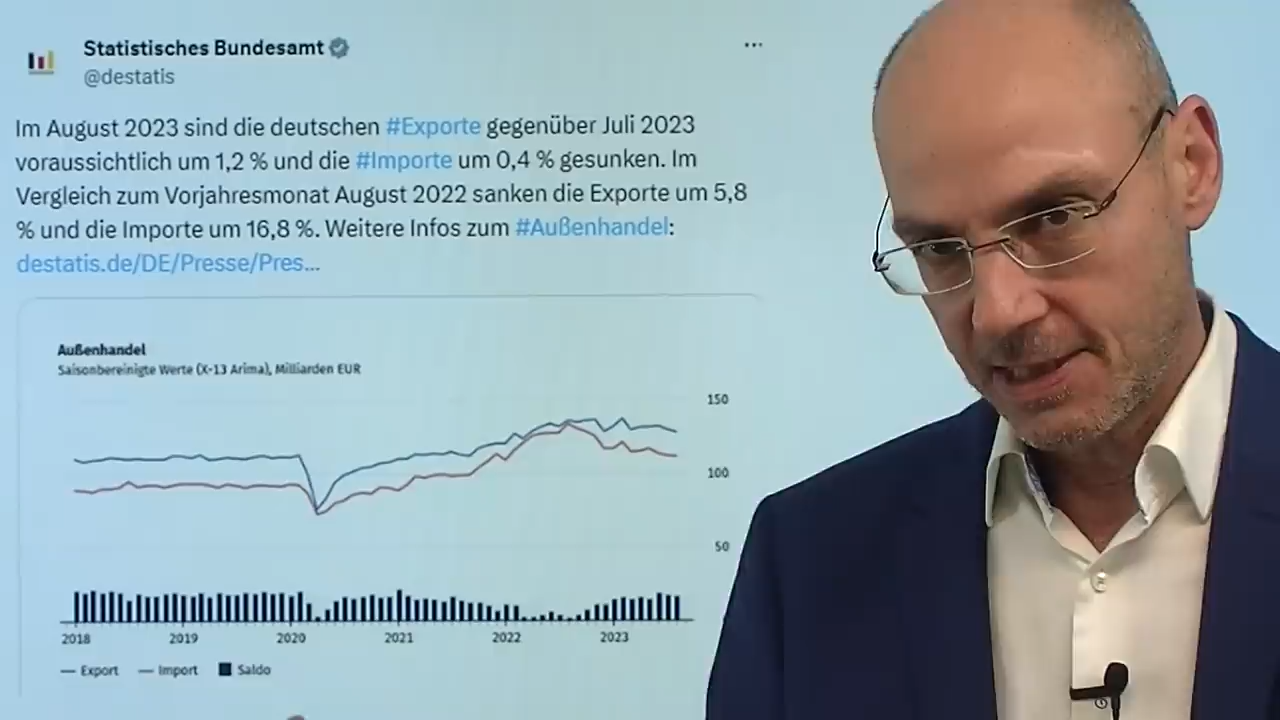 Statistisches Bundesamt
@destatis
Im August 2023 sind die deutschen #Exporte gegenüber Juli 2023
voraussichtlich um 1,2 % und die #Importe um 0,4 % gesunken. Im
Vergleich zum Vorjahresmonat August 2022 sanken die Exporte um 5,8
% und die Importe um 16,8 %. Weitere Infos zum #Außenhandel:
destatis.de/DE/Presse/Pres...
Außenhandel
Saisonbereinigte Werte (X-13 Arima), Milliarden EUR
150
100
50
2018 2019 2020 2021 2022 2023
Export Import Saldo